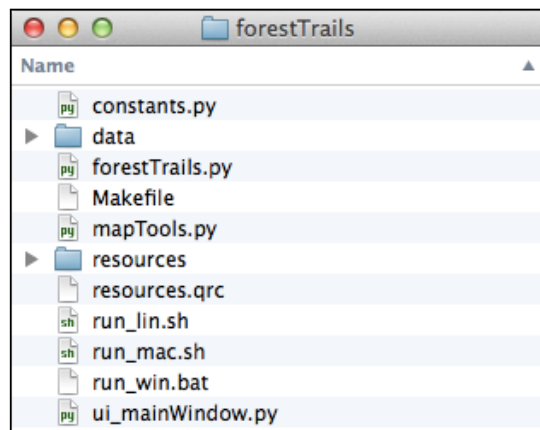 forestTrails
Name
py constants.py
data
py forestTrails.py
Makefile
py mapTools.py
resources
resources.qrc
sh run_lin.sh
sh run_mac.sh
run_win.bat
py ui_mainWindow.py